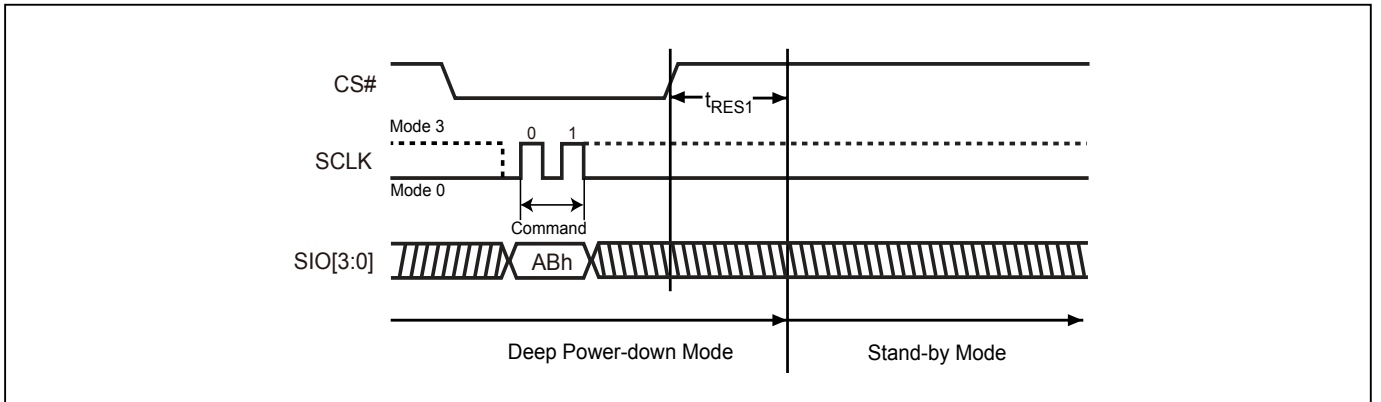 CS#
tRES1
Mode 3
0 1
SCLK
Mode 0
Command
SIO[3:0]
ABh
Deep Power-down Mode
Stand-by Mode